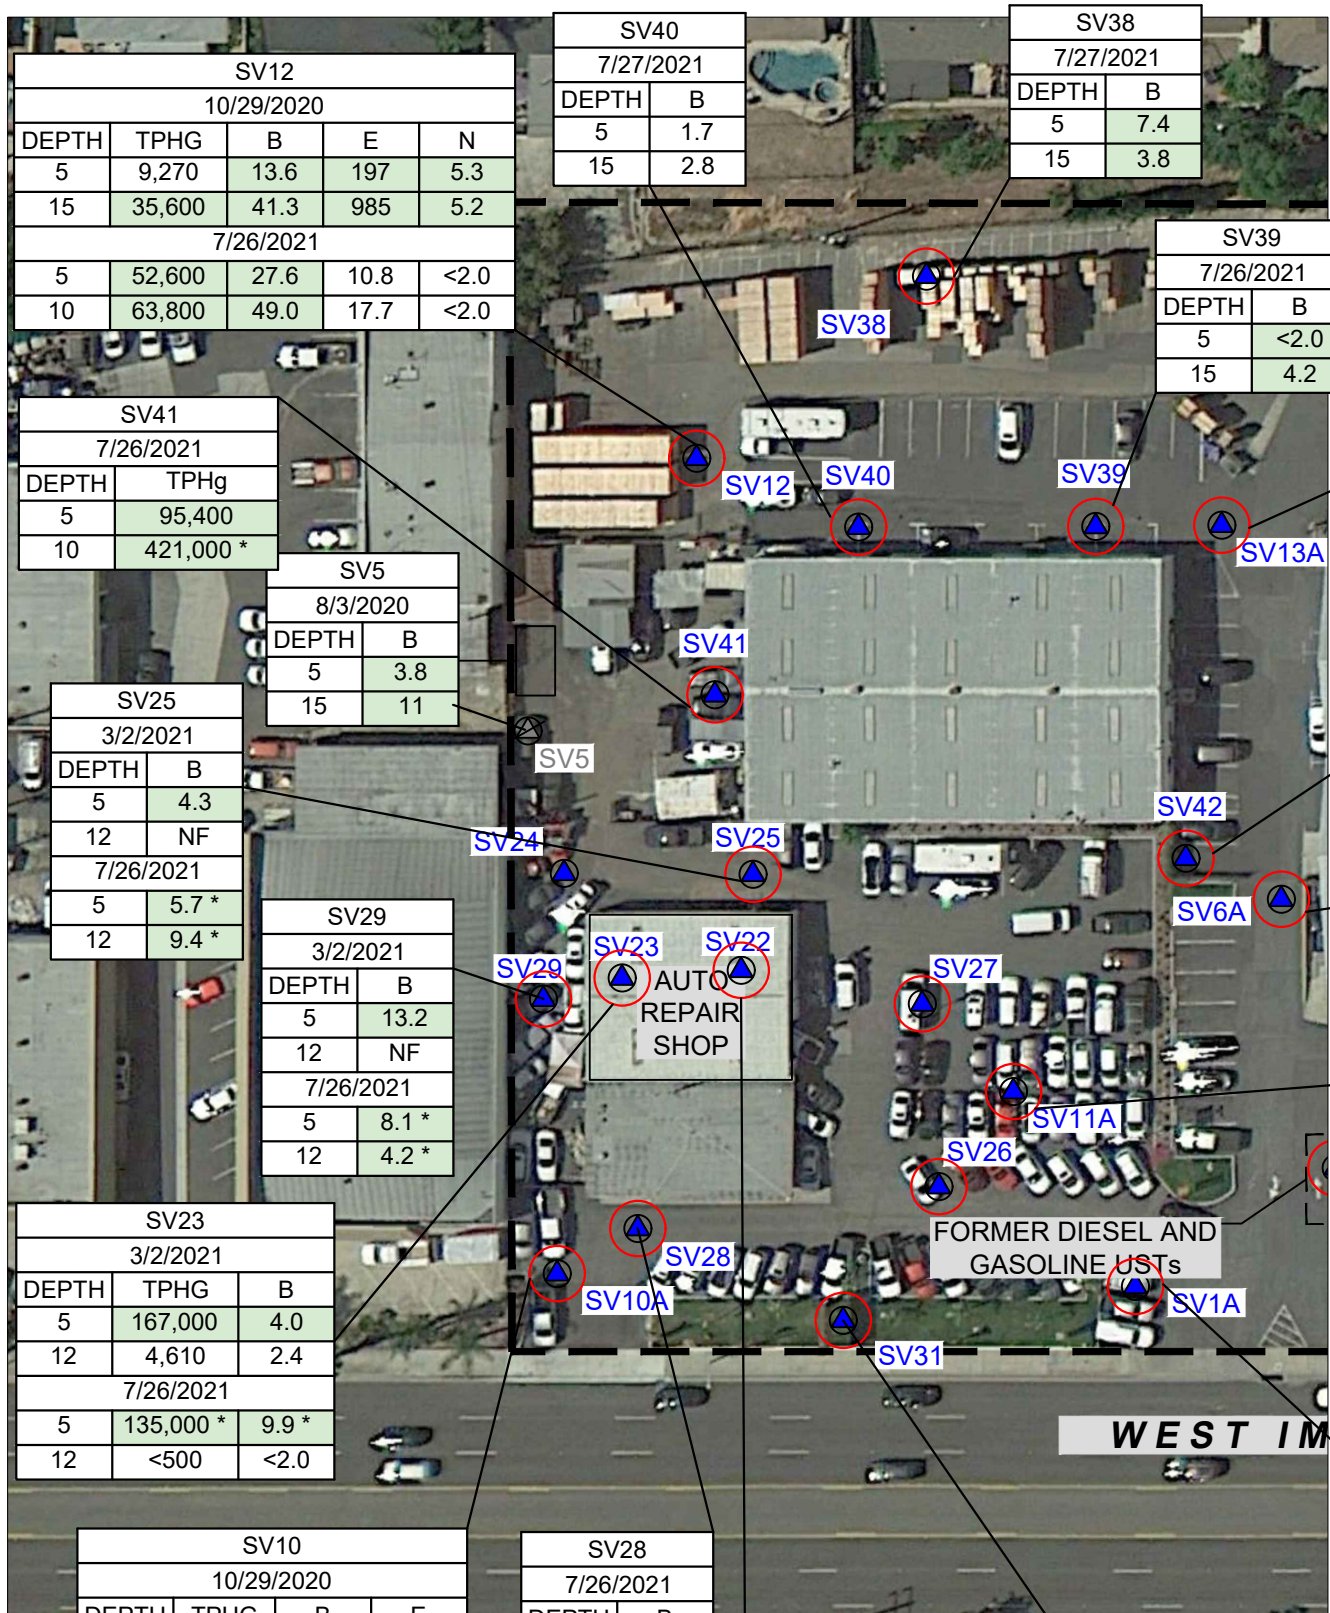 SV12
10/29/2020
DEPTH TPHG B E N
5 9,270 13.6 197 5.3
15 35,600 41.3 985 5.2
7/26/2021
5 52,600 27.6 10.8 <2.0
10 63,800 49.0 17.7 <2.0
SV40
7/27/2021
DEPTH B
5 1.7
15 2.8
SV38
7/27/2021
DEPTH B
5 7.4
15 3.8
SV39
7/26/2021
DEPTH B
5 <2.0
15 4.2
SV41
7/26/2021
DEPTH TPHg
5 95,400
10 421,000 *
SV5
8/3/2020
DEPTH B
5 3.8
15 11
SV25
3/2/2021
DEPTH B
5 4.3
12 NF
7/26/2021
5 5.7 *
12 9.4 *
SV29
3/2/2021
DEPTH B
5 13.2
12 NF
7/26/2021
5 8.1 *
12 4.2 *
SV23
3/2/2021
DEPTH TPHG B
5 167,000 4.0
12 4,610 2.4
7/26/2021
5 135,000 * 9.9 *
12 <500 <2.0
SV10
10/29/2020
DEPTH TPHG B E
SV28
7/26/2021
DEPTH B
SV38
SV12
SV40
SV39
SV13A
SV41
SV5
SV42
SV24
SV25
SV6A
SV29
SV23
SV22
AUTO
REPAIR
SHOP
SV27
SV11A
SV26
FORMER DIESEL AND
GASOLINE USTs
SV28
SV10A
SV1A
SV31
WEST IM